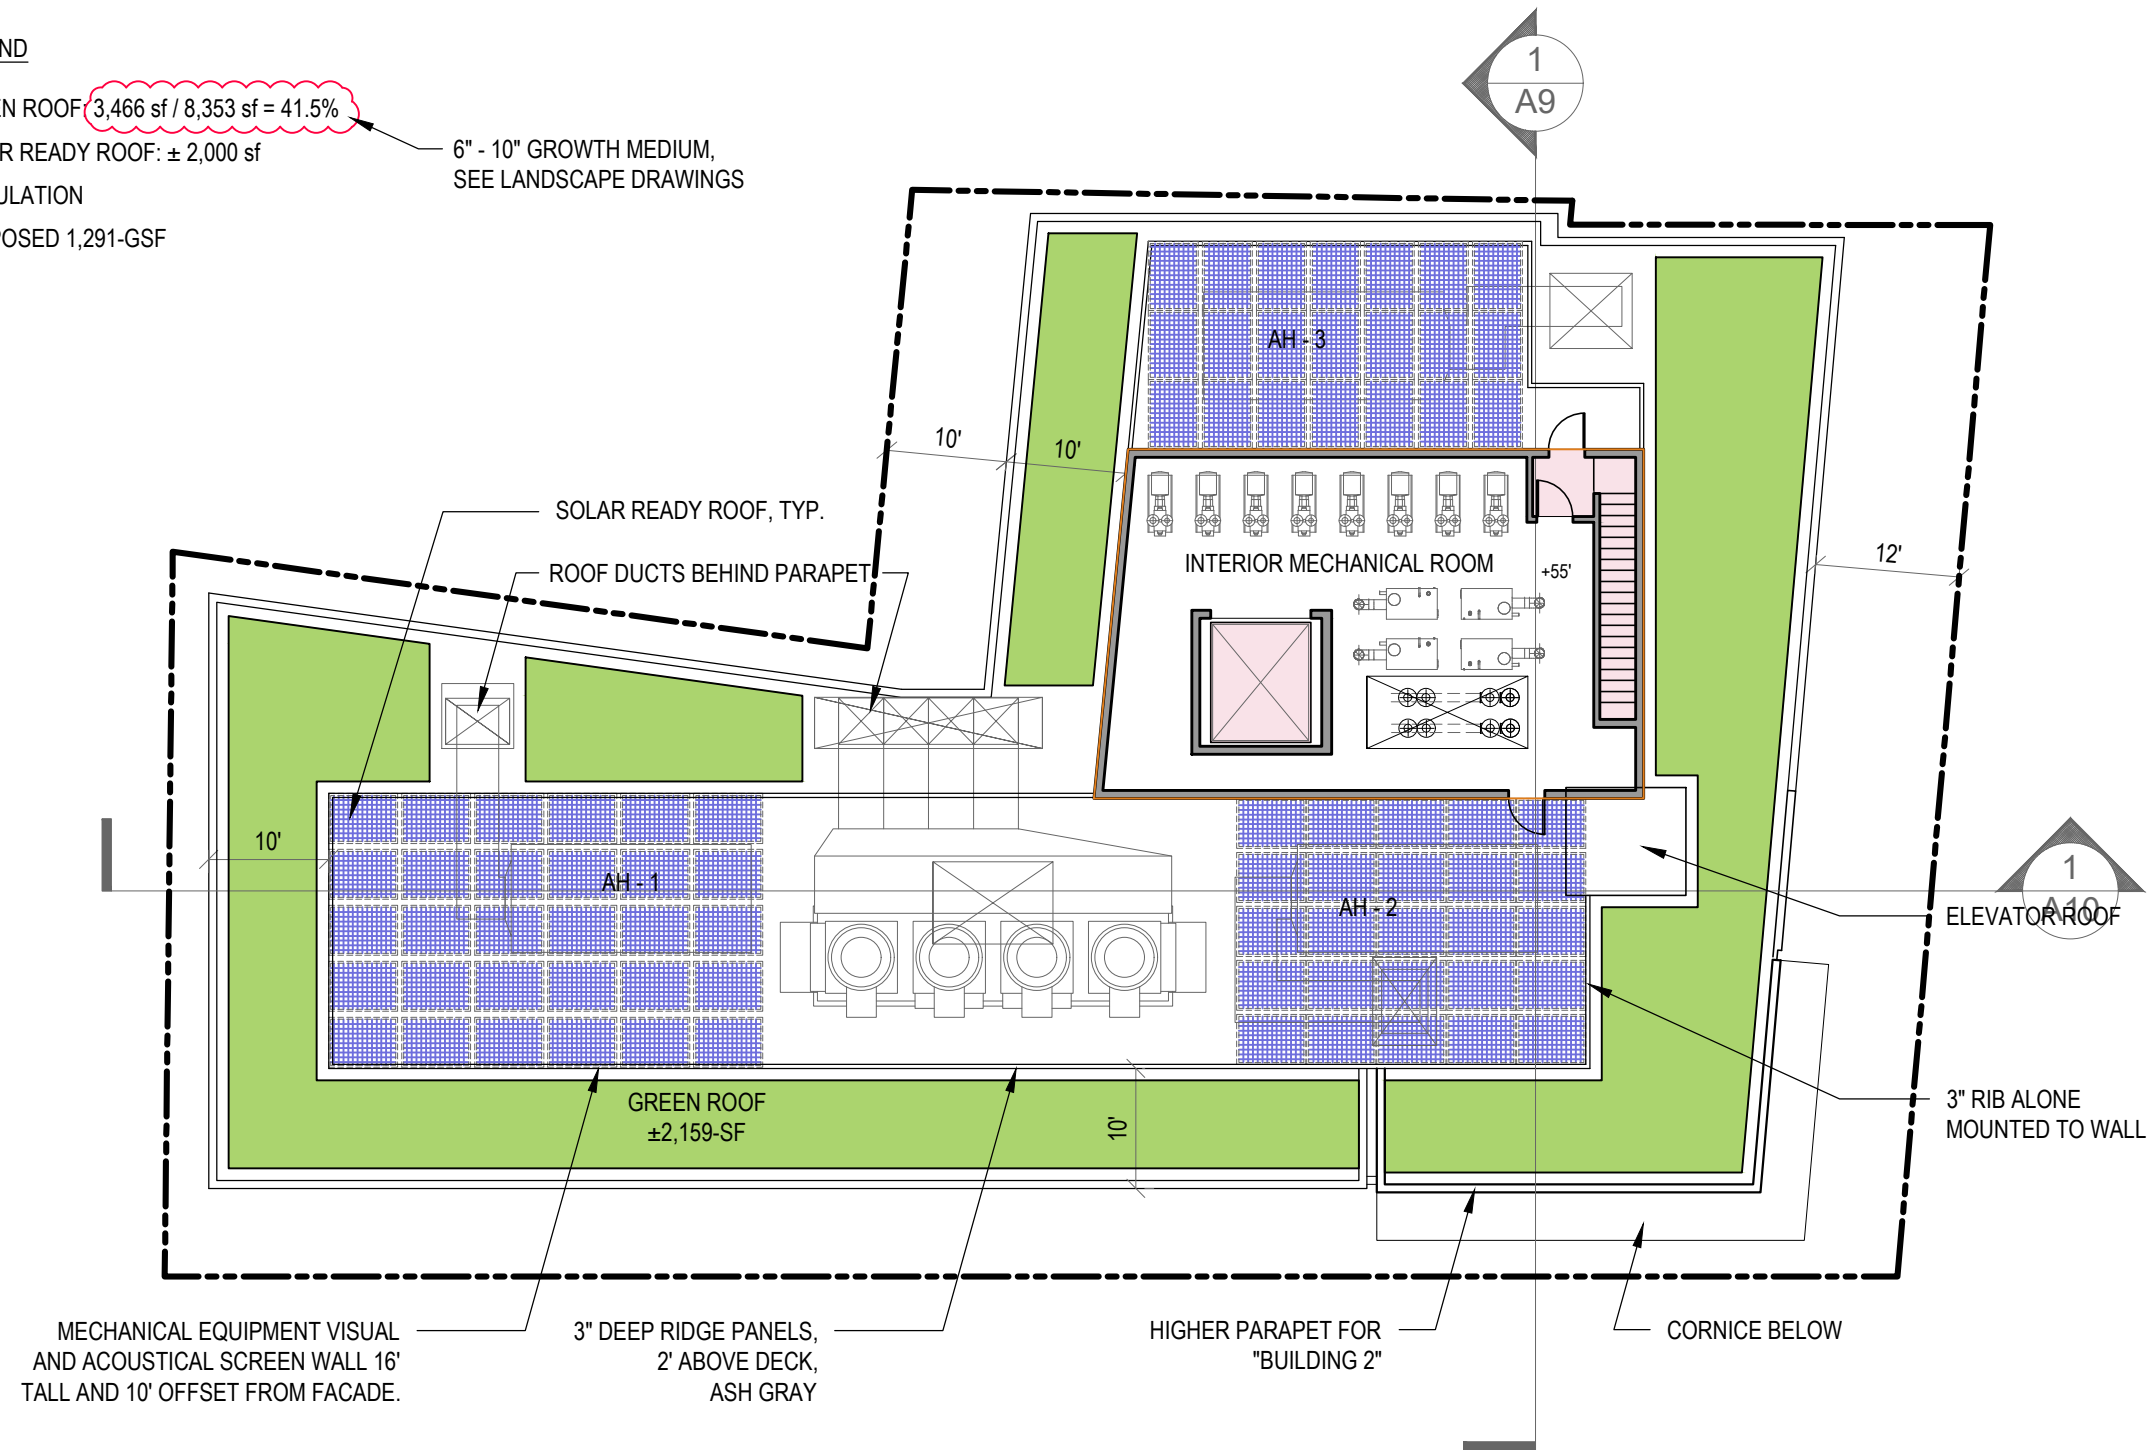 ND
EN ROOF: 3,466 sf / 8,353 sf = 41.5%
R READY ROOF: ± 2,000 sf
ULATION
POSED 1,291-GSF
6" - 10" GROWTH MEDIUM,
SEE LANDSCAPE DRAWINGS
1
A9
AH - 3
10'
10'
SOLAR READY ROOF, TYP.
ROOF DUCTS BEHIND PARAPET
INTERIOR MECHANICAL ROOM
+55'
12'
10'
AH - 1
AH - 2
1
A10
ELEVATOR ROOF
GREEN ROOF
±2,159-SF
10'
3" RIB ALONE
MOUNTED TO WALL
MECHANICAL EQUIPMENT VISUAL
AND ACOUSTICAL SCREEN WALL 16'
TALL AND 10' OFFSET FROM FACADE.
3" DEEP RIDGE PANELS,
2' ABOVE DECK,
ASH GRAY
HIGHER PARAPET FOR
"BUILDING 2"
CORNICE BELOW